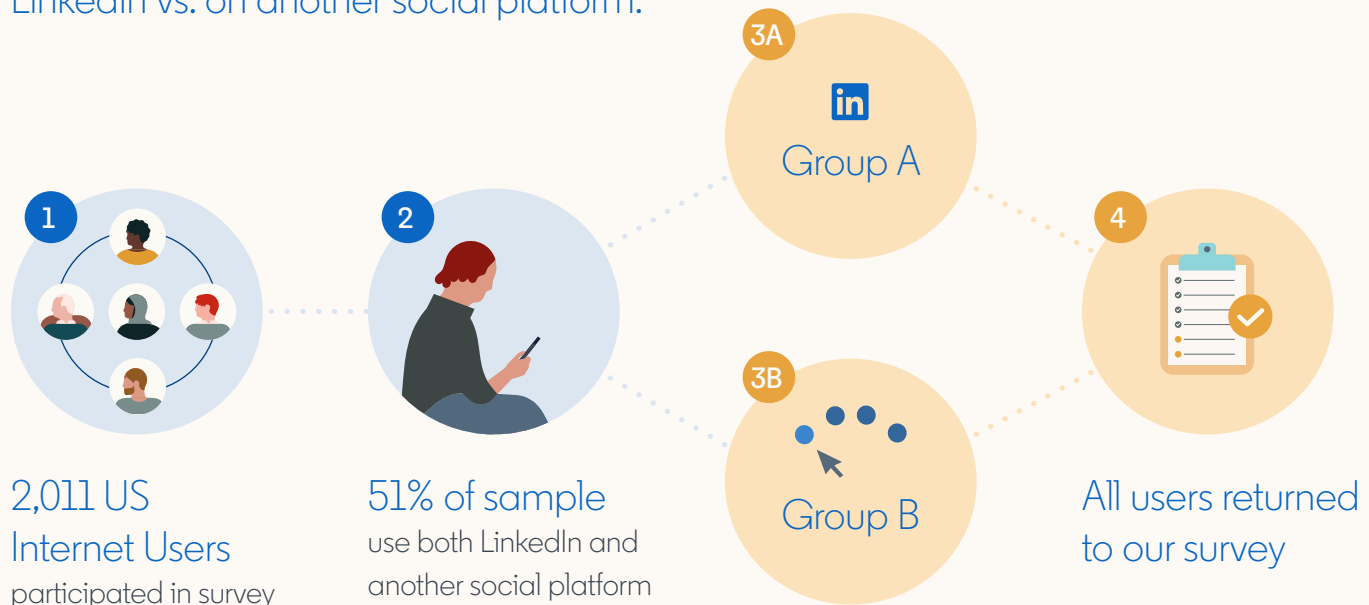 LinkedIn vs. on another social platform.
1
2,011 US
Internet Users
participated in survey
2
51% of sample
use both LinkedIn and
another social platform
3A
in
Group A
3B
Group B
4
All users returned
to our survey